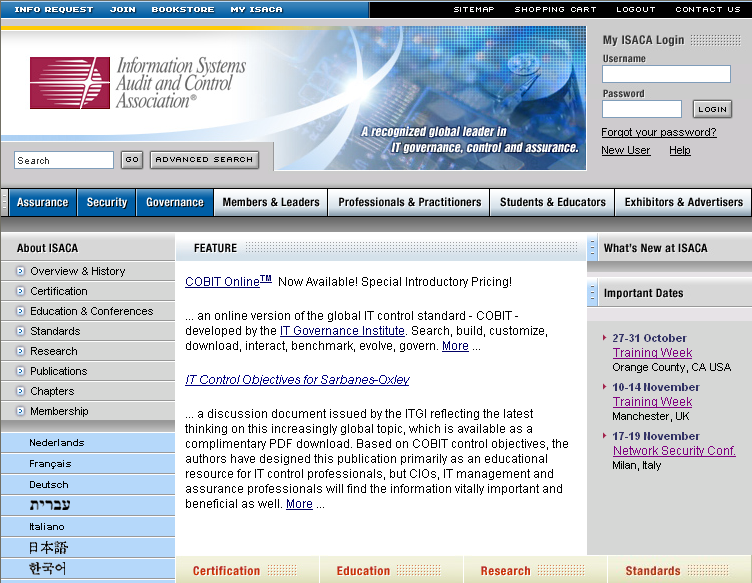 INFO REQUEST JOIN BOOKSTORE MY ISACA SITEMAP SHOPPING CART LOGOUT CONTACT US
Information Systems
Audit and Control
Association®
A recognized global leader in
IT governance, control and assurance.
Search GO ADVANCED SEARCH
My ISACA Login
Username
Password
LOGIN
Forgot your password?
New User Help
Assurance Security Governance Members & Leaders Professionals & Practitioners Students & Educators Exhibitors & Advertisers
About ISACA
Overview & History
Certification
Education & Conferences
Standards
Research
Publications
Chapters
Membership
Nederlands
Français
Deutsch
עברית
Italiano
日本語
한국어
FEATURE
COBIT Online™ Now Available! Special Introductory Pricing!
... an online version of the global IT control standard - COBIT -
developed by the IT Governance Institute. Search, build, customize,
download, interact, benchmark, evolve, govern. More ...
IT Control Objectives for Sarbanes-Oxley
... a discussion document issued by the ITGI reflecting the latest
thinking on this increasingly global topic, which is available as a
complimentary PDF download. Based on COBIT control objectives, the
authors have designed this publication primarily as an educational
resource for IT control professionals, but CIOs, IT management and
assurance professionals will find the information vitally important and
beneficial as well. More ...
What's New at ISACA
Important Dates
27-31 October
Training Week
Orange County, CA USA
10-14 November
Training Week
Manchester, UK
17-19 November
Network Security Conf.
Milan, Italy
Certification Education Research Standards